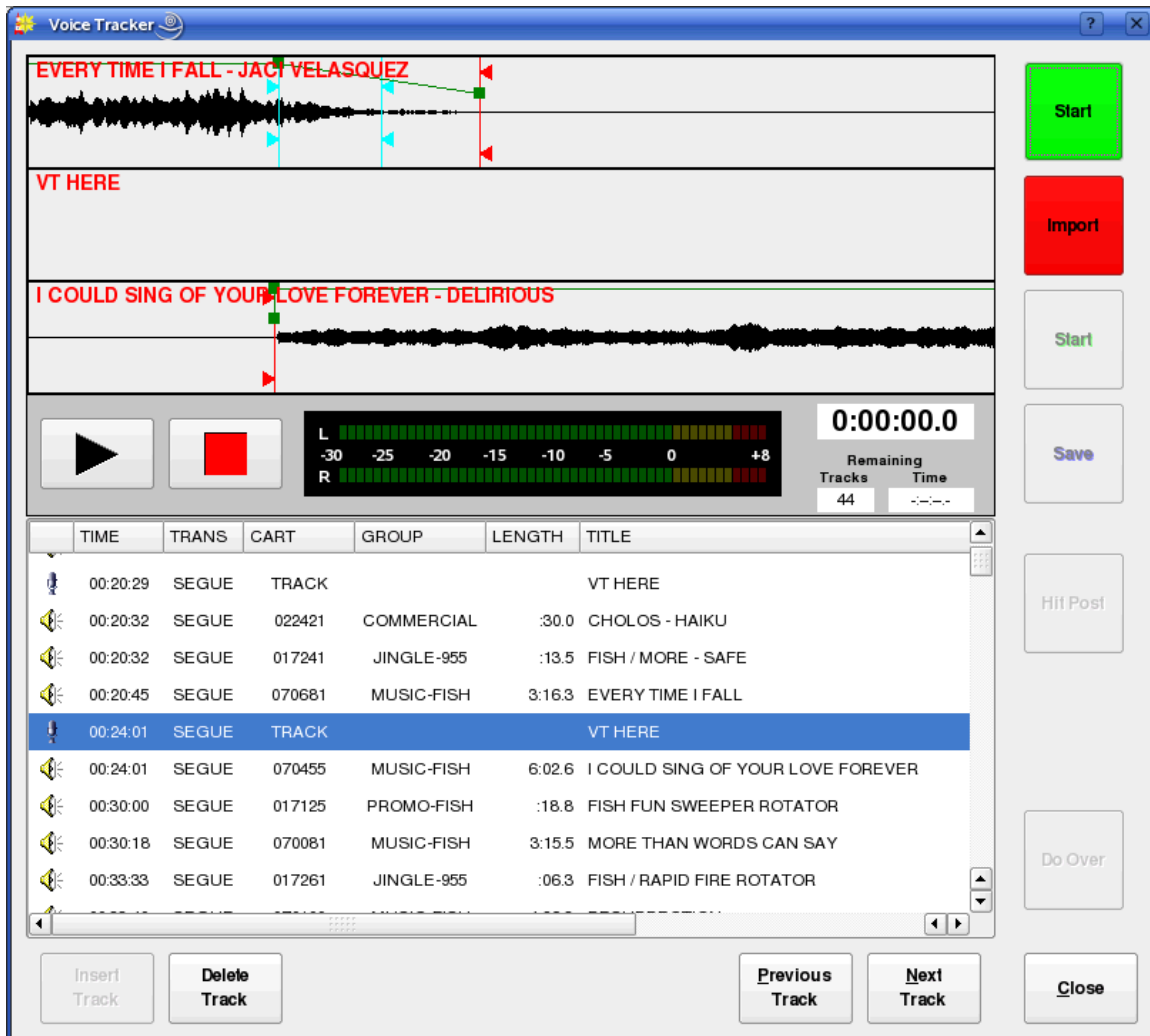 Voice Tracker
EVERY TIME I FALL - JACI VELASQUEZ
Start
VT HERE
Import
I COULD SING OF YOUR LOVE FOREVER - DELIRIOUS
Start
L
-30 -25 -20 -15 -10 -5 0 +8
R
0:00:00.0
Remaining
Tracks Time
44 -:--:--.-
Save
TIME TRANS CART GROUP LENGTH TITLE
00:20:29 SEGUE TRACK VT HERE
00:20:32 SEGUE 022421 COMMERCIAL :30.0 CHOLOS - HAIKU
00:20:32 SEGUE 017241 JINGLE-955 :13.5 FISH / MORE - SAFE
00:20:45 SEGUE 070681 MUSIC-FISH 3:16.3 EVERY TIME I FALL
00:24:01 SEGUE TRACK VT HERE
00:24:01 SEGUE 070455 MUSIC-FISH 6:02.6 I COULD SING OF YOUR LOVE FOREVER
00:30:00 SEGUE 017125 PROMO-FISH :18.8 FISH FUN SWEEPER ROTATOR
00:30:18 SEGUE 070081 MUSIC-FISH 3:15.5 MORE THAN WORDS CAN SAY
00:33:33 SEGUE 017261 JINGLE-955 :06.3 FISH / RAPID FIRE ROTATOR
Hit Post
Do Over
Insert
Track
Delete
Track
Previous
Track
Next
Track
Close